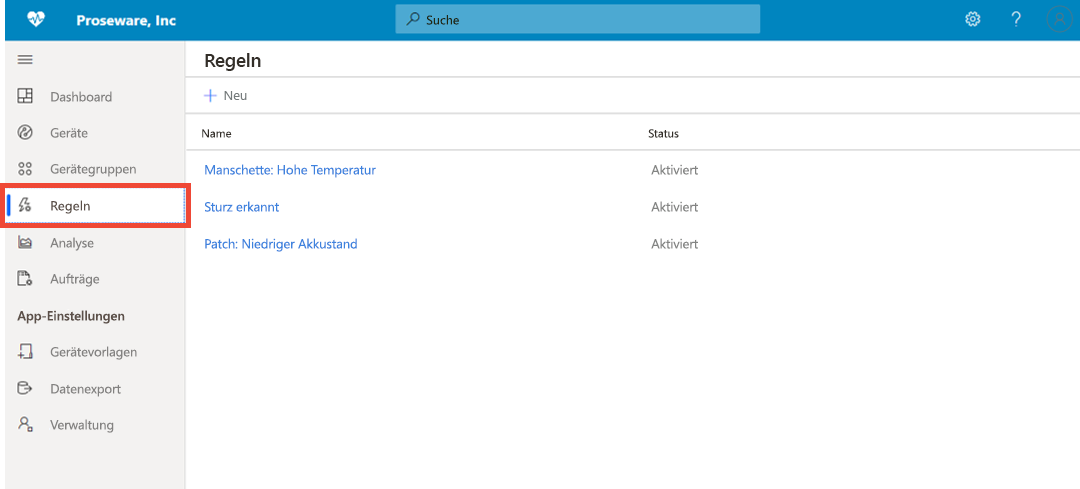 Proseware, Inc
Suche
?
Regeln
Neu
Dashboard
Geräte
Gerätegruppen
Regeln
Analyse
Aufträge
App-Einstellungen
Gerätevorlagen
Datenexport
Verwaltung
Name Status
Manschette: Hohe Temperatur Aktiviert
Sturz erkannt Aktiviert
Patch: Niedriger Akkustand Aktiviert